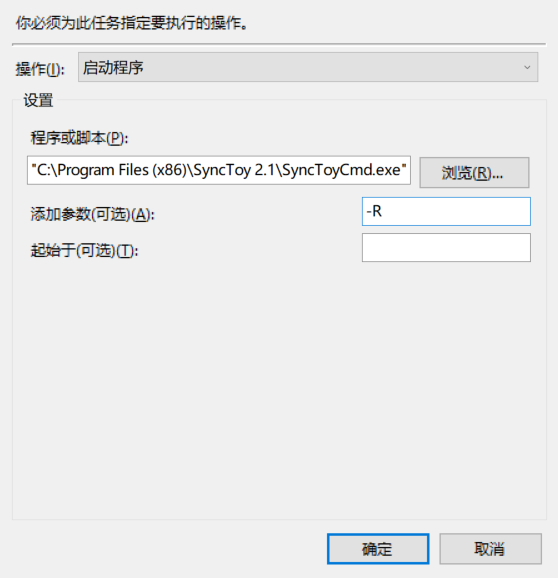 你必须为此任务指定要执行的操作。
操作(I): 启动程序
设置
程序或脚本(P):
"C:\Program Files (x86)\SyncToy 2.1\SyncToyCmd.exe" 浏览(R)...
添加参数(可选)(A): -R
起始于(可选)(T):
确定 取消